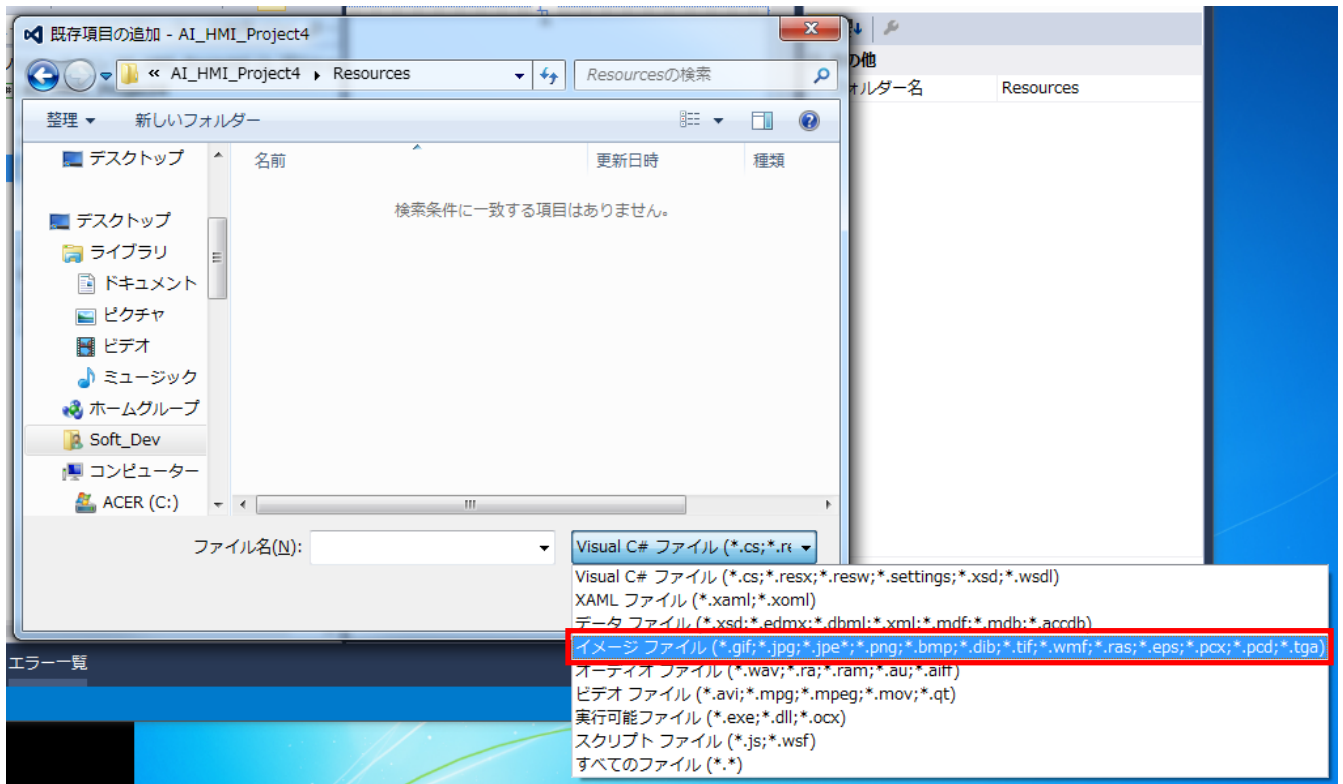 既存項目の追加 - AI_HMI_Project4
« AI_HMI_Project4 Resources
Resourcesの検索
の他
ォルダー名 Resources
整理 新しいフォルダー
名前 更新日時 種類
検索条件に一致する項目はありません。
デスクトップ
デスクトップ
ライブラリ
ドキュメント
ピクチャ
ビデオ
ミュージック
ホームグループ
Soft_Dev
コンピューター
ACER (C:)
ファイル名(N):
Visual C# ファイル (*.cs;*.re
Visual C# ファイル (*.cs;*.resx;*.resw;*.settings;*.xsd;*.wsdl)
XAML ファイル (*.xaml;*.xoml)
データ ファイル (*.xsd;*.edmx;*.dbml;*.xml;*.mdf;*.mdb;*.accdb)
イメージ ファイル (*.gif;*.jpg;*.jpe*;*.png;*.bmp;*.dib;*.tif;*.wmf;*.ras;*.eps;*.pcx;*.pcd;*.tga)
オーディオ ファイル (*.wav;*.ra;*.ram;*.au;*.aiff)
ビデオ ファイル (*.avi;*.mpg;*.mpeg;*.mov;*.qt)
実行可能ファイル (*.exe;*.dll;*.ocx)
スクリプト ファイル (*.js;*.wsf)
すべてのファイル (*.*)
エラー一覧